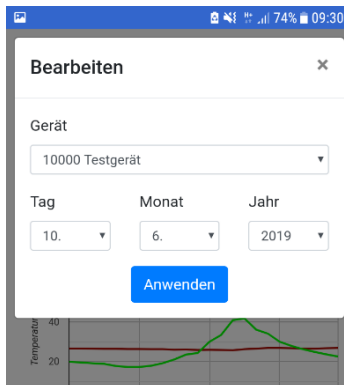 74% 09:30
Bearbeiten ×
Gerät
10000 Testgerät
Tag Monat Jahr
10. 6. 2019
Anwenden
40
20